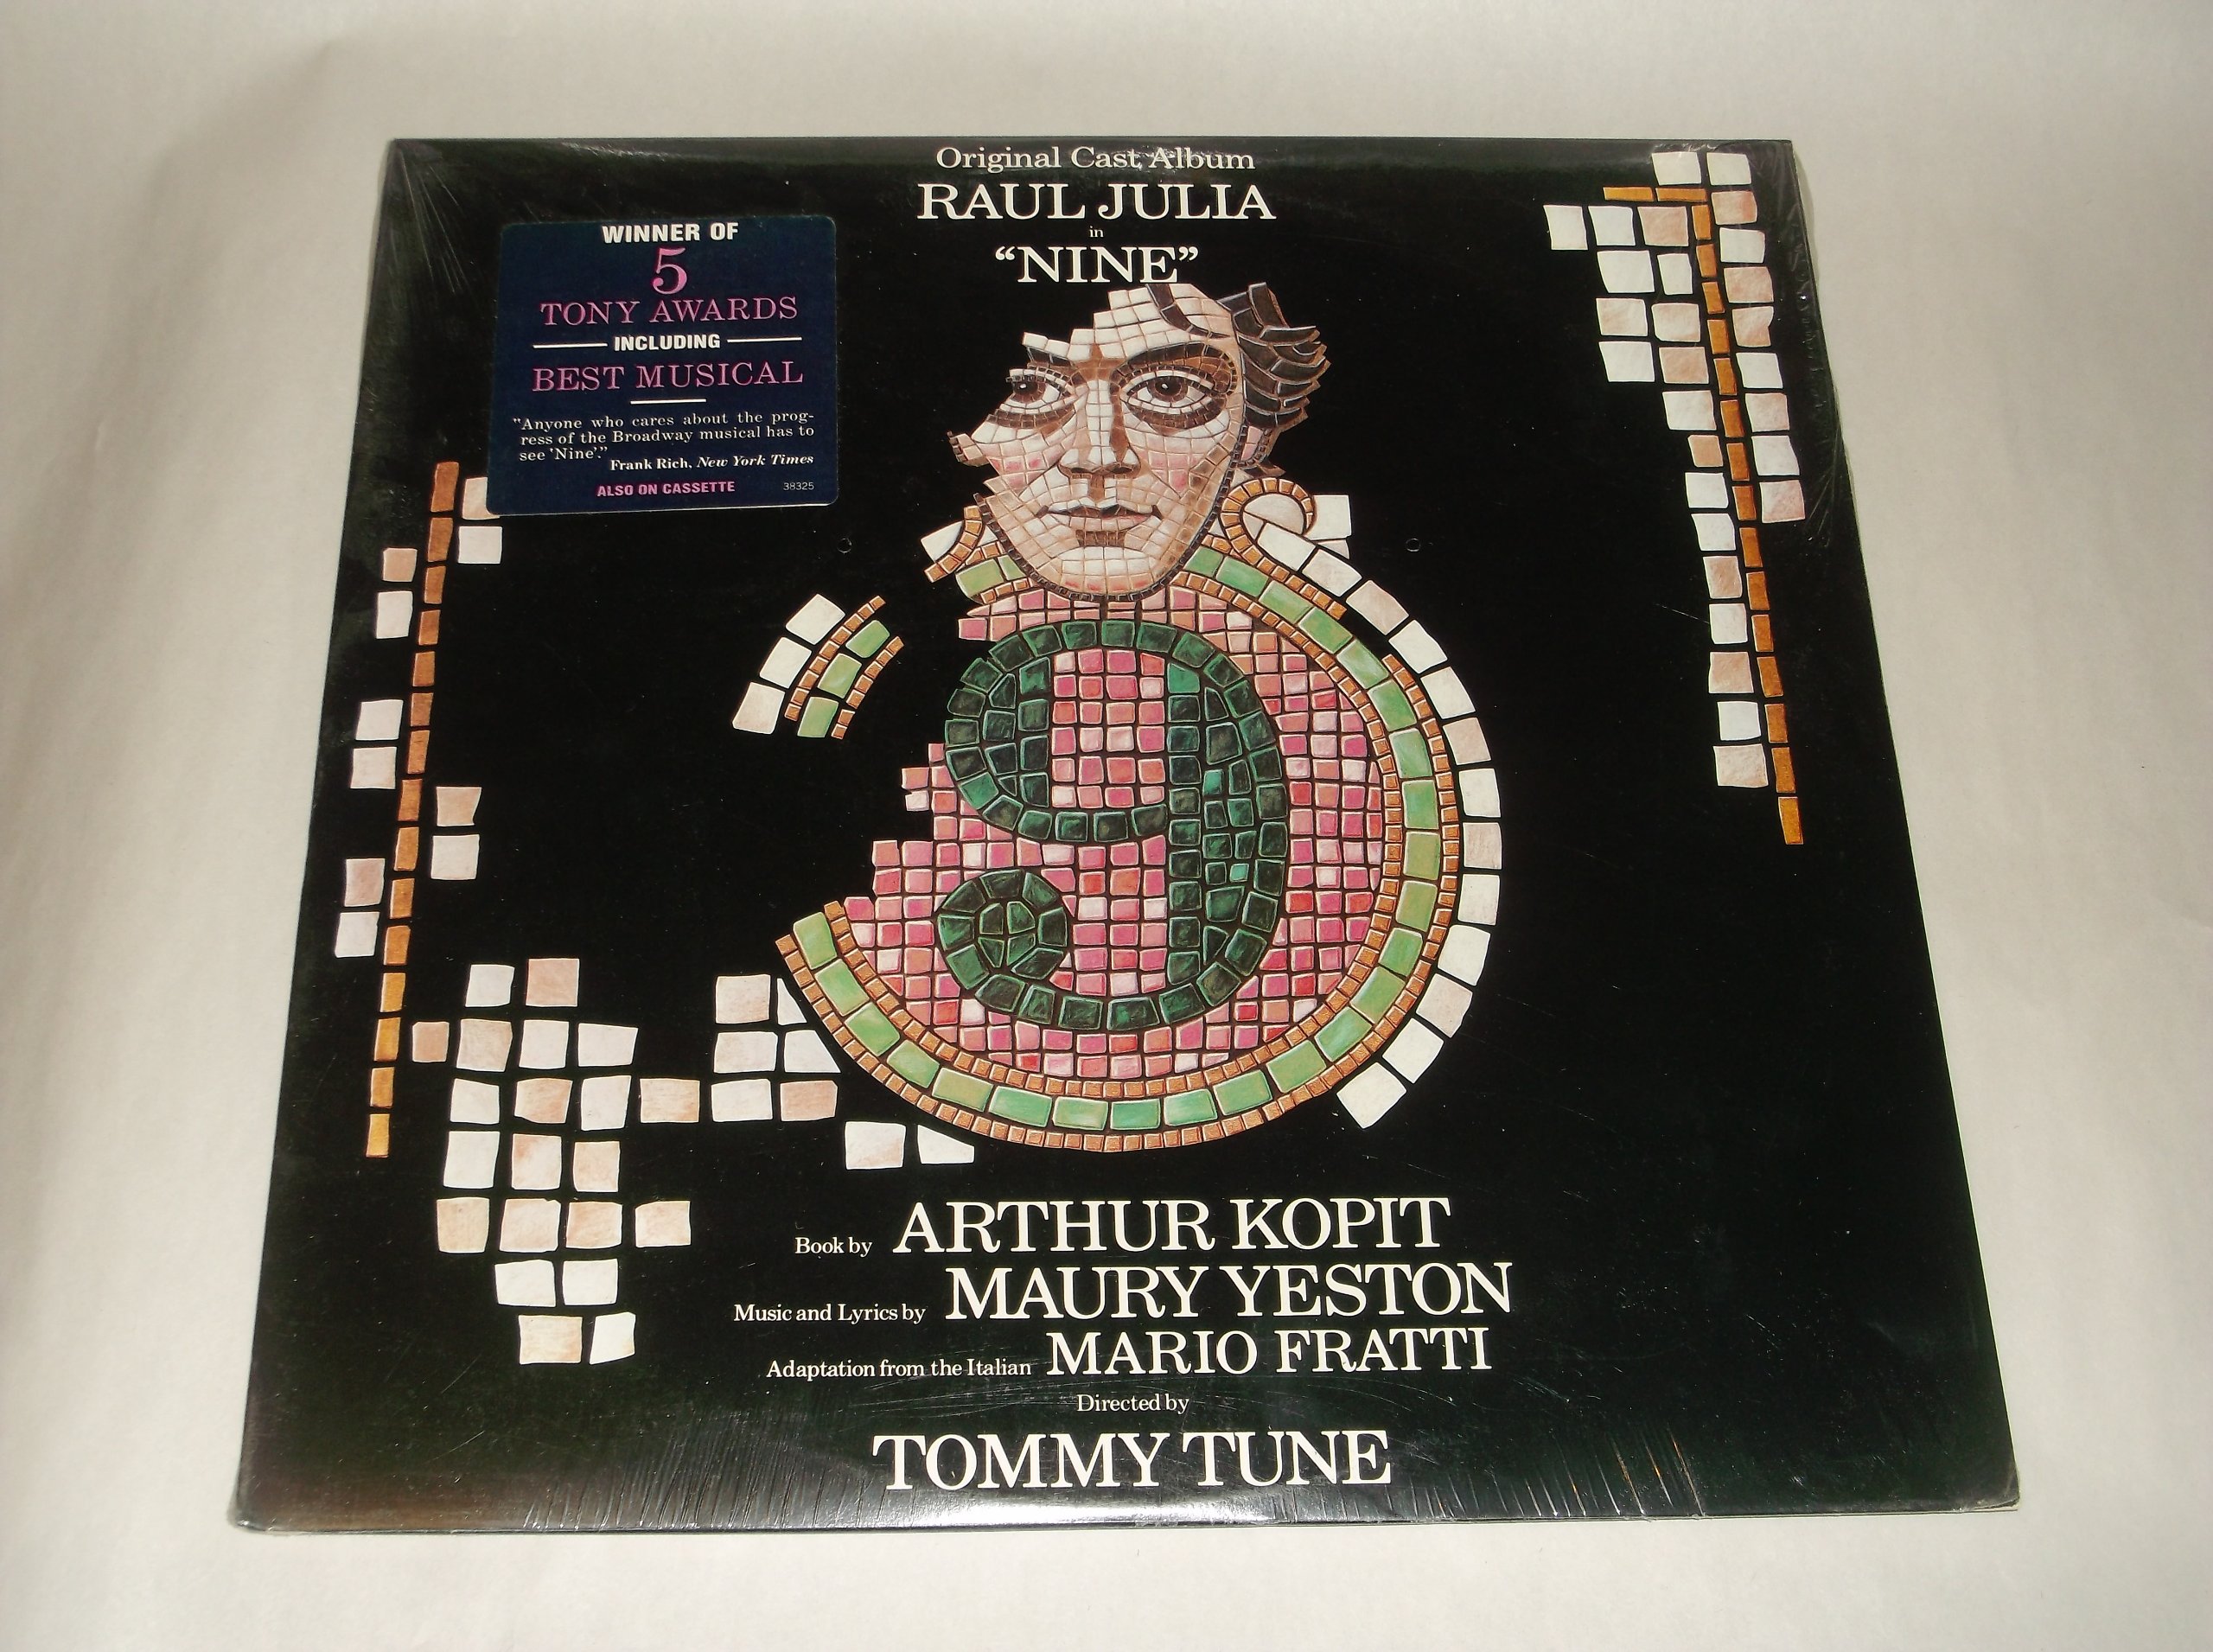 Original Cast Album
RAUL JULIA
in
“NINE”
WINNER OF
5
TONY AWARDS
INCLUDING
BEST MUSICAL
"Anyone who cares about the prog-
ress of the Broadway musical has to
see 'Nine'."
Frank Rich, New York Times
ALSO ON CASSETTE 38325
9
Book by ARTHUR KOPIT
Music and Lyrics by MAURY YESTON
Adaptation from the Italian MARIO FRATTI
Directed by
TOMMY TUNE